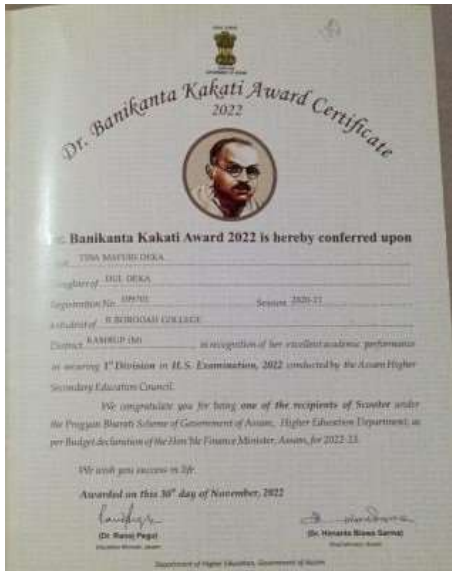 Dr. Banikanta Kakati Award Certificate
2022
Banikanta Kakati Award 2022 is hereby conferred upon
DEKA
daughter of DUL DEKA
Registration No. Session 2020-21
a student of B.BOROOAH COLLEGE
District KAMRUP (M) in recognition of her excellent academic performance
in securing 1st Division in H.S. Examination, 2022 conducted by the Assam Higher
Secondary Education Council.
We congratulate you for being one of the recipients of Scooter under
the Pragyan Bharati Scheme of Government of Assam, Higher Education Department, as
per Budget declaration of the Hon'ble Finance Minister, Assam, for 2022-23.
We wish you success in life.
Awarded on this 30th day of November, 2022
(Dr. Ranoj Pegu) (Dr. Himanta Biswa Sarma)
Education Minister, Assam Chief Minister, Assam
Department of Higher Education, Government of Assam